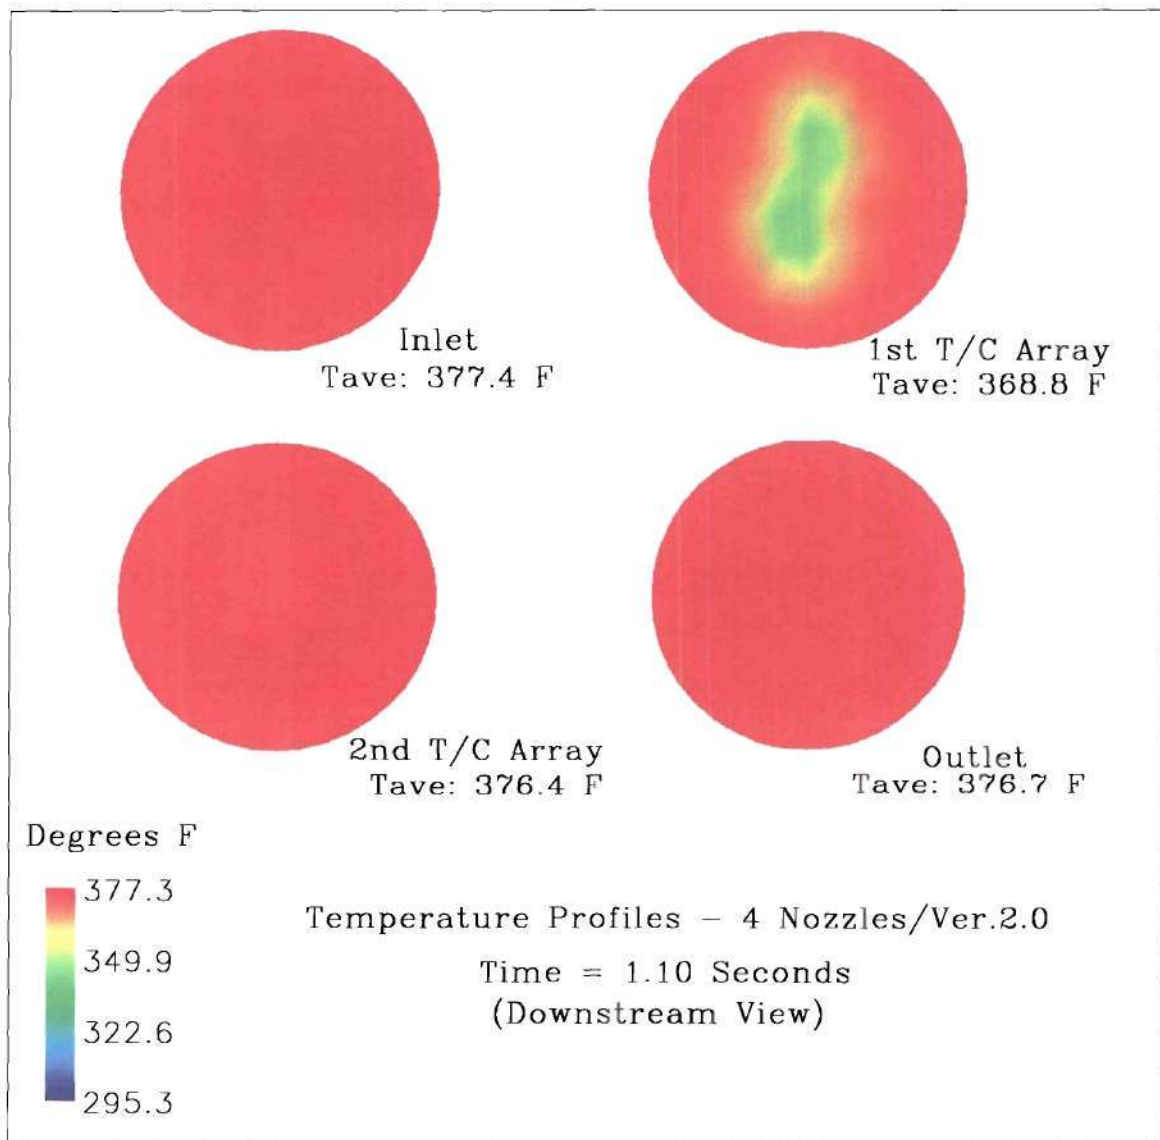 Inlet
Tave: 377.4 F
1st T/C Array
Tave: 368.8 F
2nd T/C Array
Tave: 376.4 F
Outlet
Tave: 376.7 F
Degrees F
377.3
349.9
322.6
295.3
Temperature Profiles – 4 Nozzles/Ver.2.0
Time = 1.10 Seconds
(Downstream View)